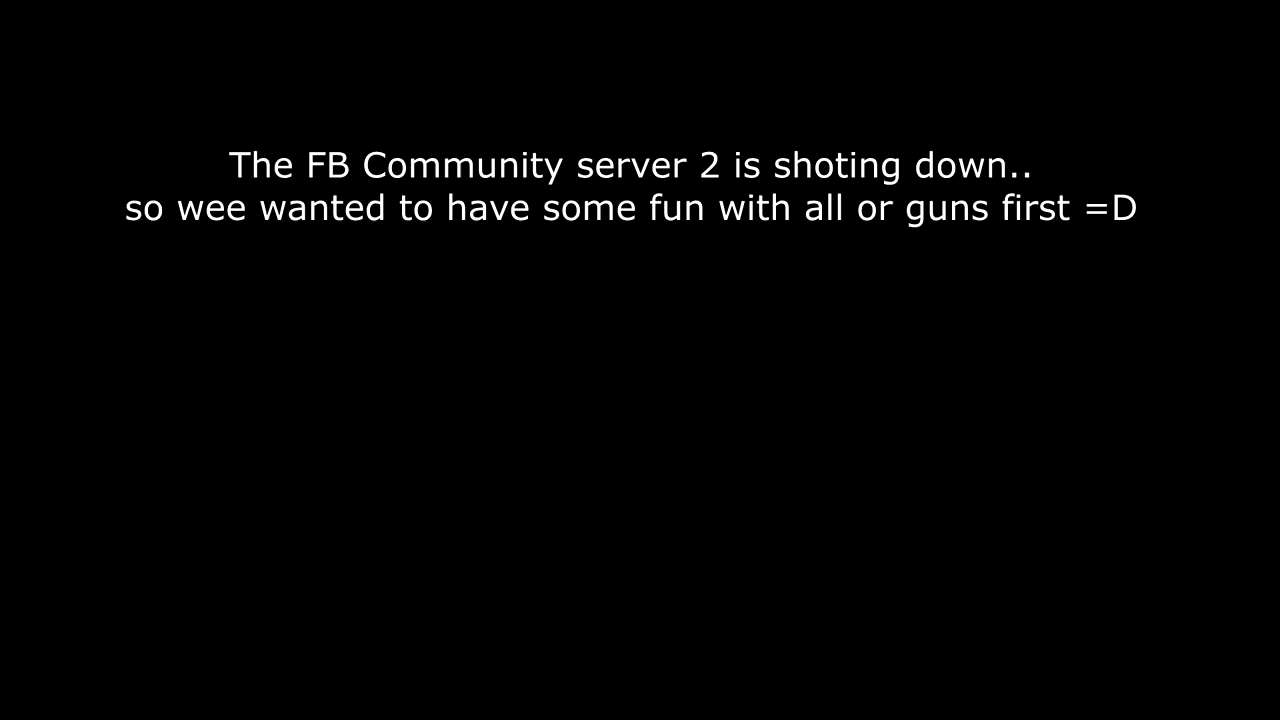 The FB Community server 2 is shoting down..
so wee wanted to have some fun with all or guns first =D